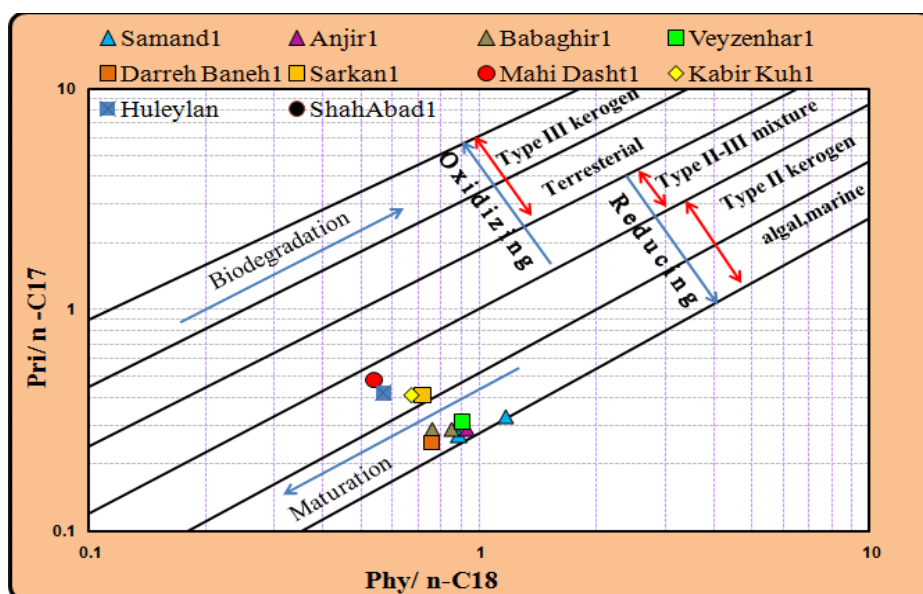 Samand1 Anjir1 Babaghir1 Veyzenhar1
Darreh Baneh1 Sarkan1 Mahi Dasht1 Kabir Kuh1
Huleylan ShahAbad1
10
1
0.1
Pri/ n -C17
Biodegradation
Oxidizing
Type III kerogen
Terresterial
Type II-III mixture
Reducing
Type II kerogen
algal,marine
Maturation
0.1 1 10
Phy/ n-C18